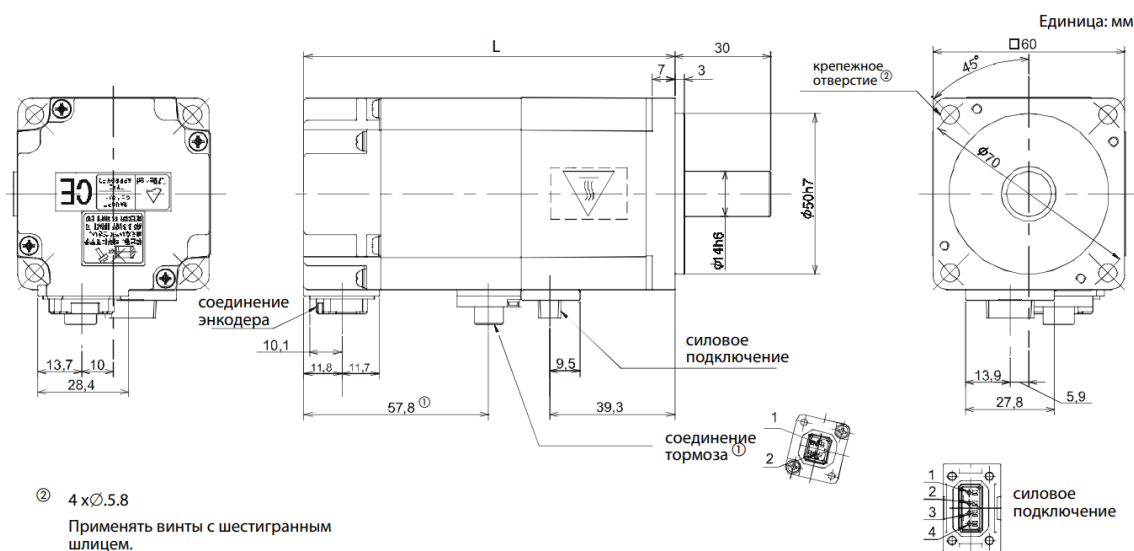 Единица: мм
L
30
7
3
□60
45°
крепежное
отверстие ②
ϕ70
ϕ50h7
ϕ14h6
CE
соединение
энкодера
10,1
11,8
11,7
57,8 ①
9,5
39,3
силовое
подключение
соединение
тормоза ①
1
2
13,7
10
28,4
13,9
5,9
27,8
1
2
3
4
силовое
подключение
② 4 x∅.5.8
Применять винты с шестигранным
шлицем.